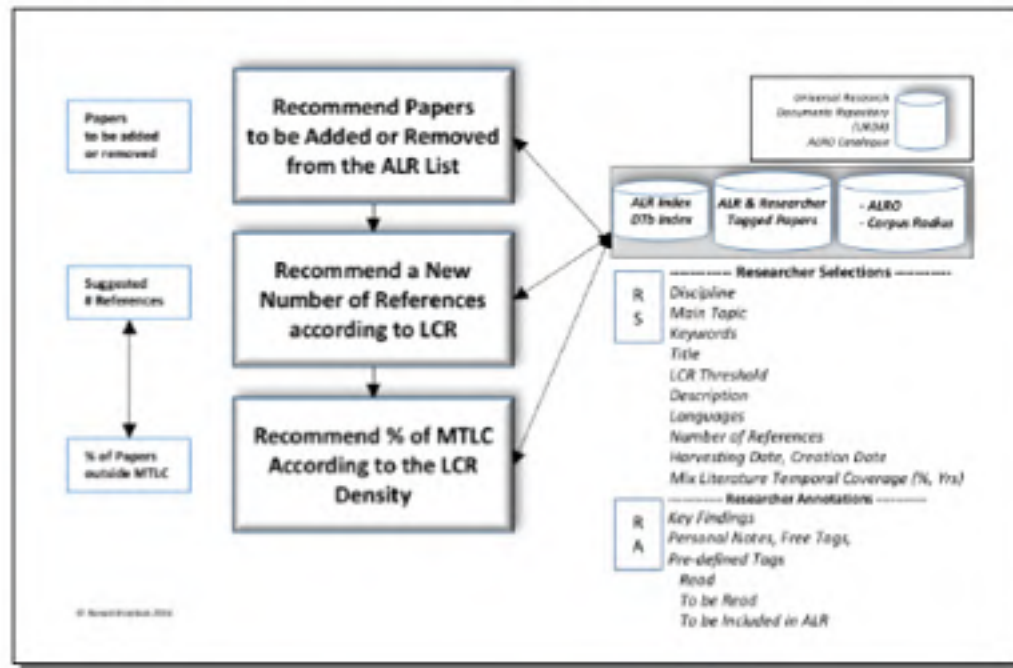 Papers
to be added
or removed
Recommend Papers
to be Added or Removed
from the ALR List
Universal Research
Documents Repository
(URDR)
ALRO Catalogue
ALR Index
DTb Index
ALR & Researcher
Tagged Papers
- ALRO
- Corpus Radius
Suggested
# References
Recommend a New
Number of References
according to LCR
% of Papers
outside MTLC
Recommend % of MTLC
According to the LCR
Density
------------ Researcher Selections -----------
R
S
Discipline
Main Topic
Keywords
Title
LCR Threshold
Description
Languages
Number of References
Harvesting Date, Creation Date
Mix Literature Temporal Coverage (%, Yrs)
----------- Researcher Annotations -----------
R
A
Key Findings
Personal Notes, Free Tags,
Pre-defined Tags
Read
To be Read
To be Included in ALR